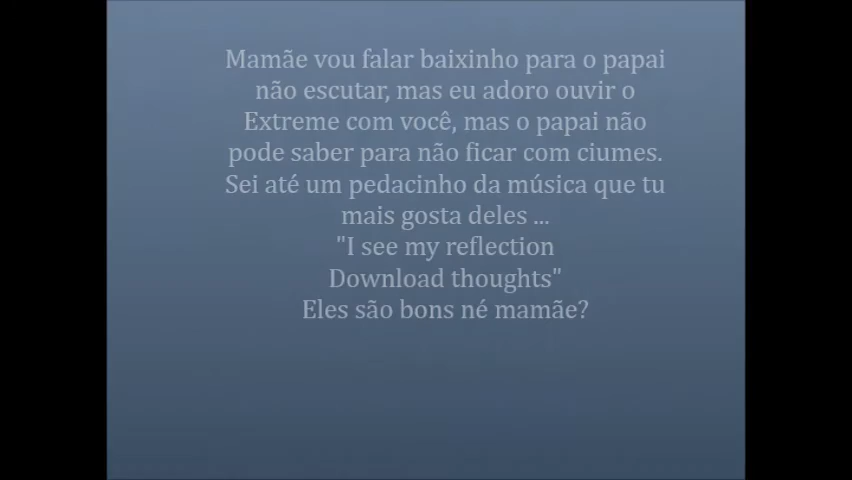 Mamãe vou falar baixinho para o papai
não escutar, mas eu adoro ouvir o
Extreme com você, mas o papai não
pode saber para não ficar com ciumes.
Sei até um pedacinho da música que tu
mais gosta deles ...
"I see my reflection
Download thoughts"
Eles são bons né mamãe?